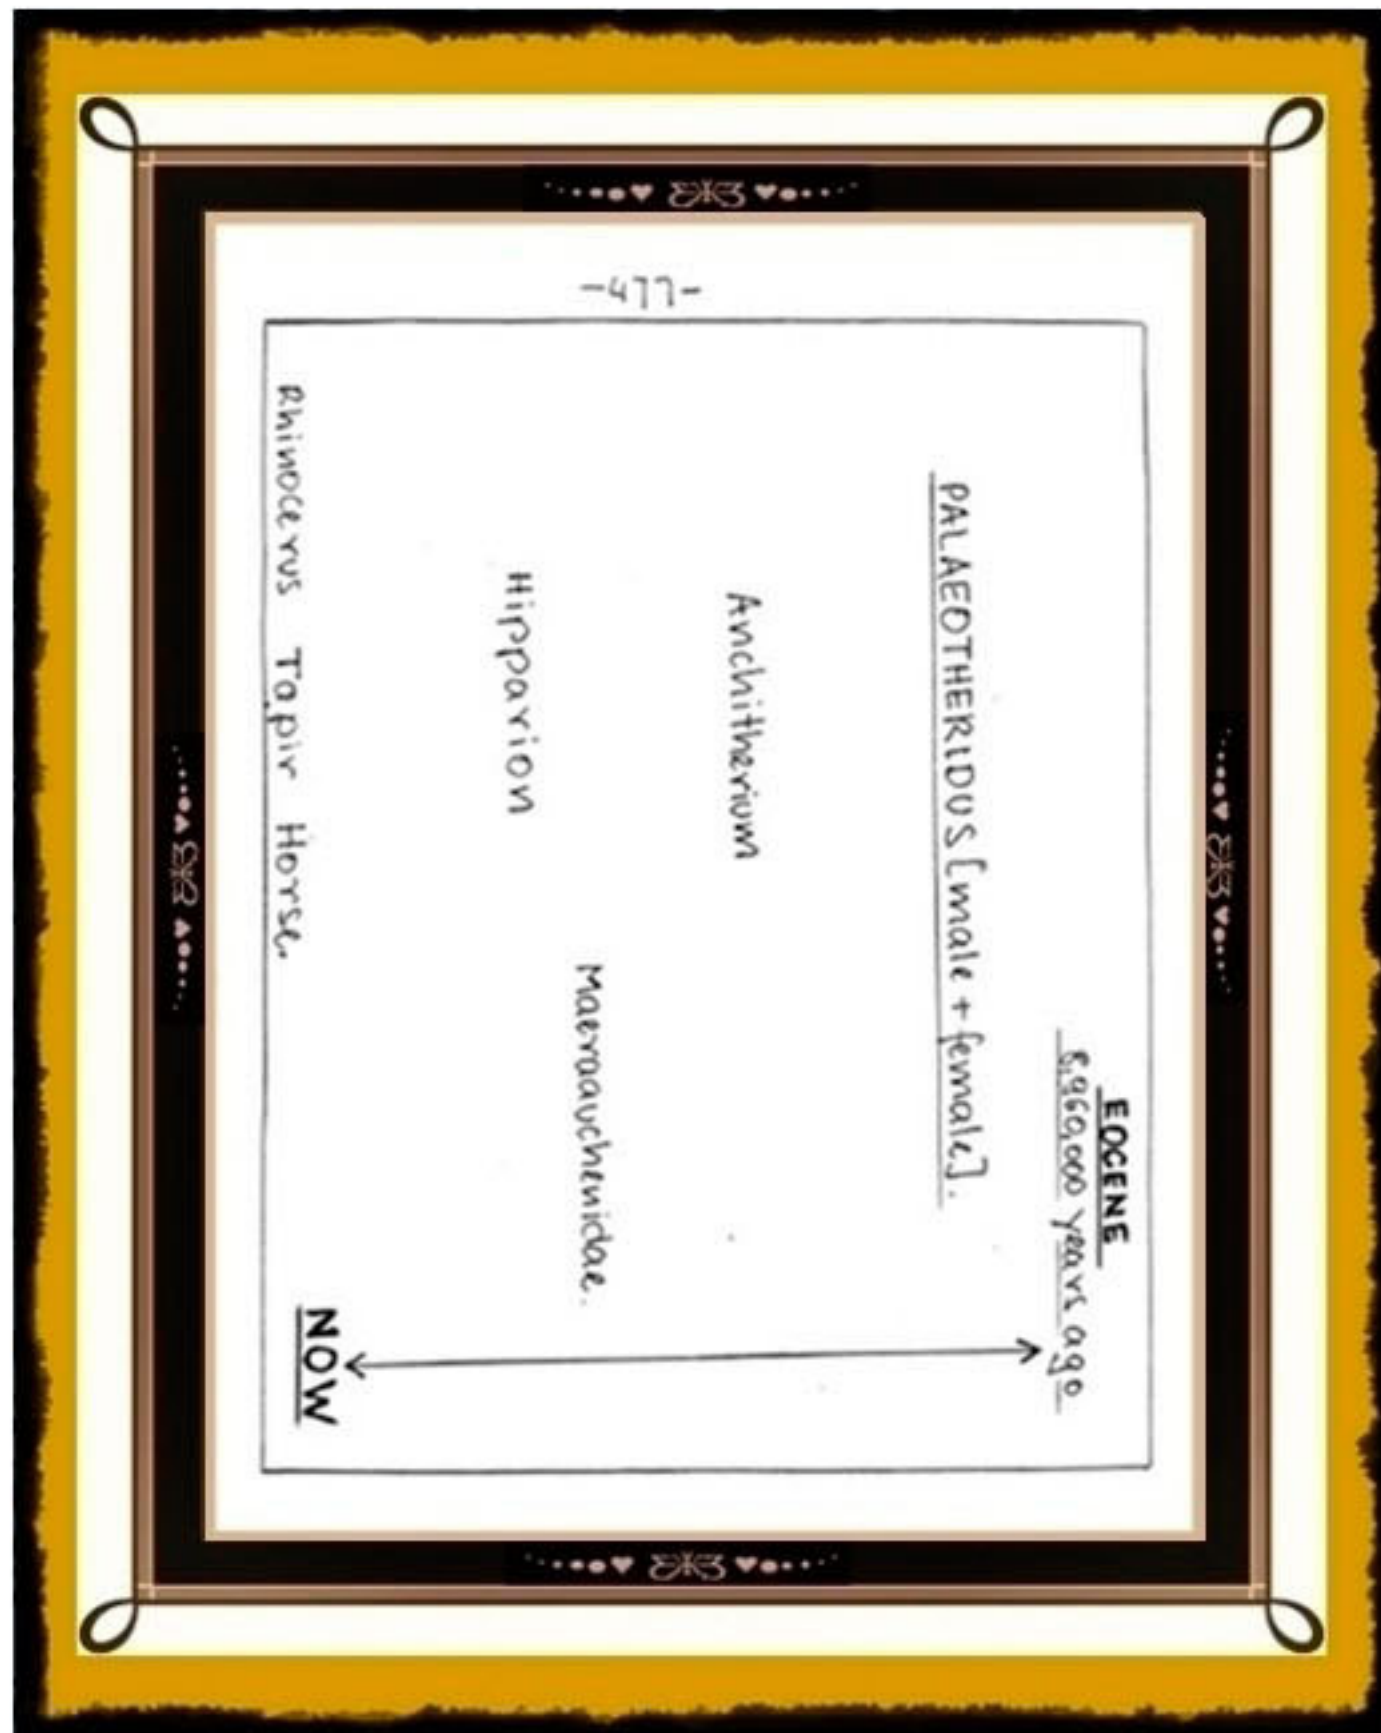 -477-
EOCENE
8,960,000 years ago
PALAEOTHERIDUS [male + female].
Anchitherium
Maeraauchenidae.
Hipparion
Rhinocerus Tapir Horse.
NOW